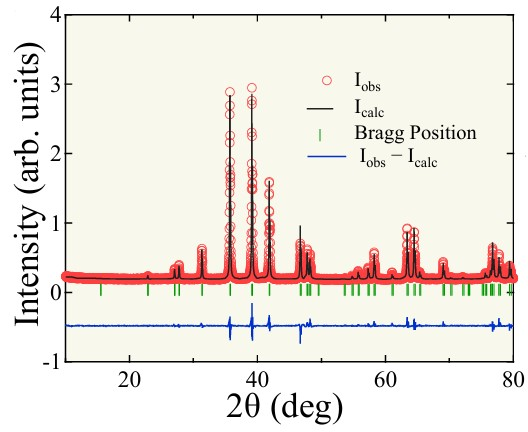 4
3
2
1
0
-1
Intensity (arb. units)
I_obs
I_calc
Bragg Position
I_obs − I_calc
20 40 60 80
2θ (deg)